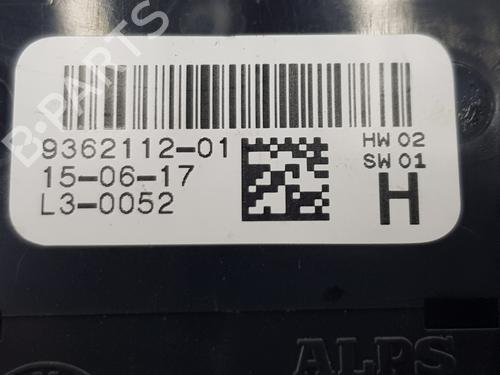 B-PARTS
9362112-01
HW 02
SW 01
15-06-17
L3-0052
H
ALPS